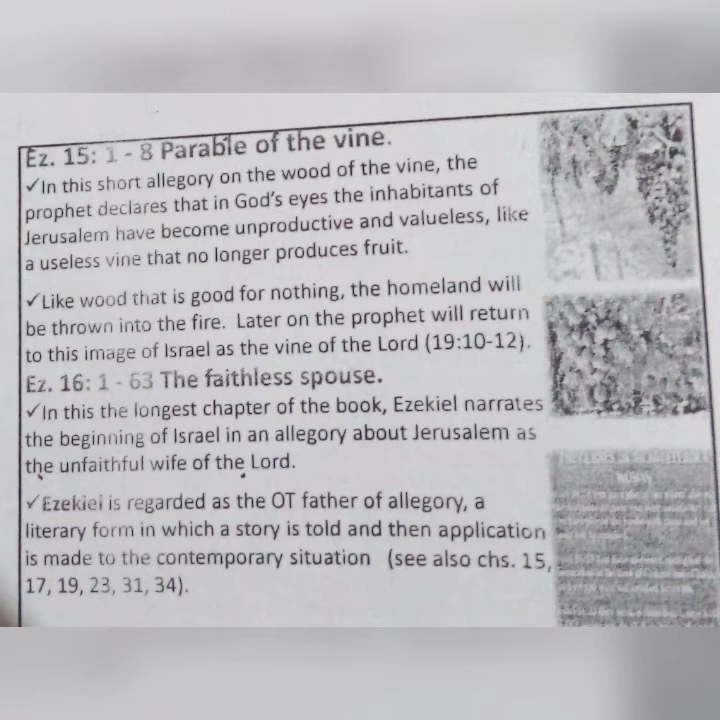 Ez. 15: 1 - 8 Parable of the vine.
✓In this short allegory on the wood of the vine, the
prophet declares that in God's eyes the inhabitants of
Jerusalem have become unproductive and valueless, like
a useless vine that no longer produces fruit.
✓Like wood that is good for nothing, the homeland will
be thrown into the fire. Later on the prophet will return
to this image of Israel as the vine of the Lord (19:10-12).
Ez. 16: 1 - 63 The faithless spouse.
✓In this the longest chapter of the book, Ezekiel narrates
the beginning of Israel in an allegory about Jerusalem as
the unfaithful wife of the Lord.
✓Ezekiel is regarded as the OT father of allegory, a
literary form in which a story is told and then application
is made to the contemporary situation (see also chs. 15,
17, 19, 23, 31, 34).